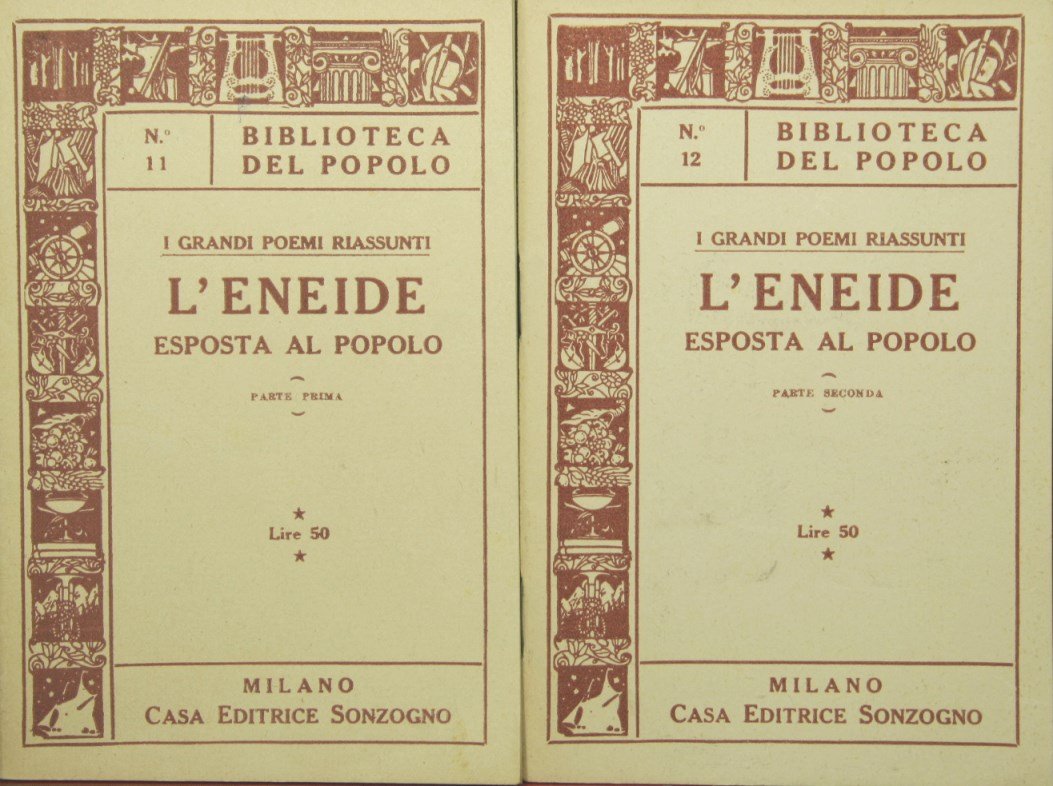 N.º
11
BIBLIOTECA
DEL POPOLO
I GRANDI POEMI RIASSUNTI
L'ENEIDE
ESPOSTA AL POPOLO
PARTE PRIMA
Lire 50
MILANO
CASA EDITRICE SONZOGNO
N.º
12
BIBLIOTECA
DEL POPOLO
I GRANDI POEMI RIASSUNTI
L'ENEIDE
ESPOSTA AL POPOLO
PARTE SECONDA
Lire 50
MILANO
CASA EDITRICE SONZOGNO